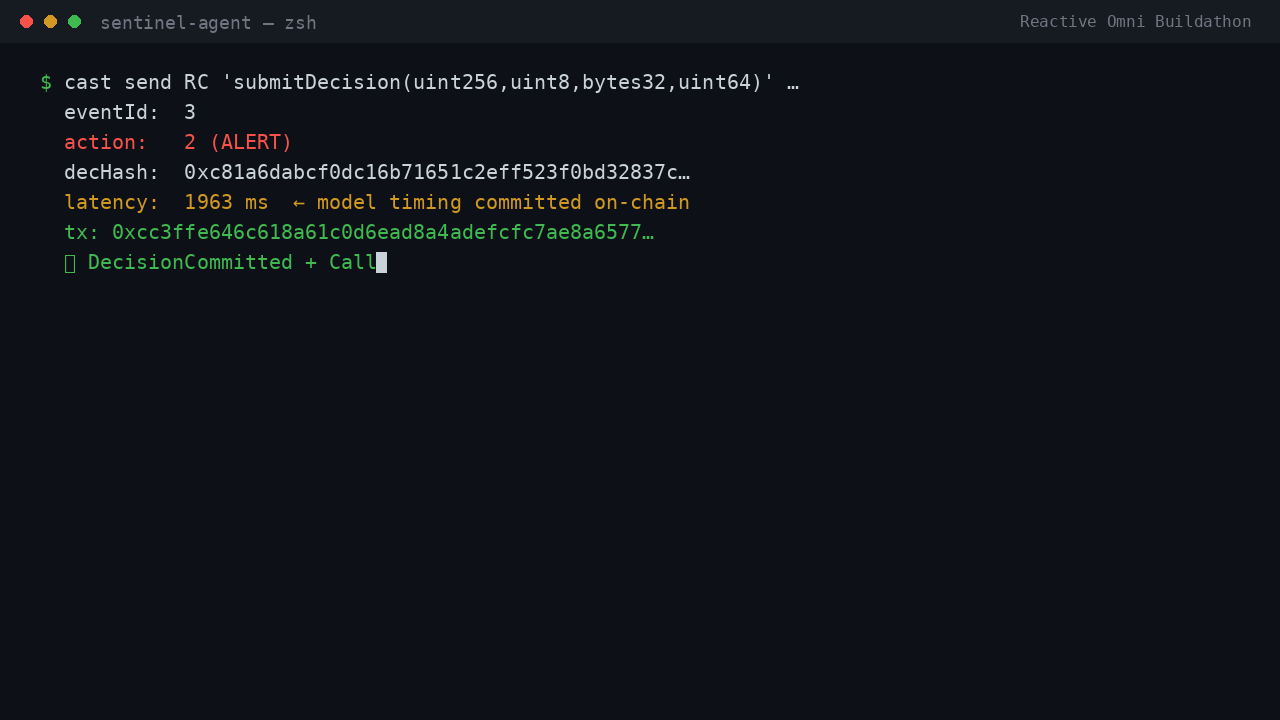 sentinel-agent — zsh
Reactive Omni Buildathon
$ cast send RC 'submitDecision(uint256,uint8,bytes32,uint64)' …
eventId: 3
action: 2 (ALERT)
decHash: 0xc81a6dabcf0dc16b71651c2eff523f0bd32837c…
latency: 1963 ms ← model timing committed on-chain
tx: 0xcc3ffe646c618a61c0d6ead8a4adefcfc7ae8a6577…
▯ DecisionCommitted + Call